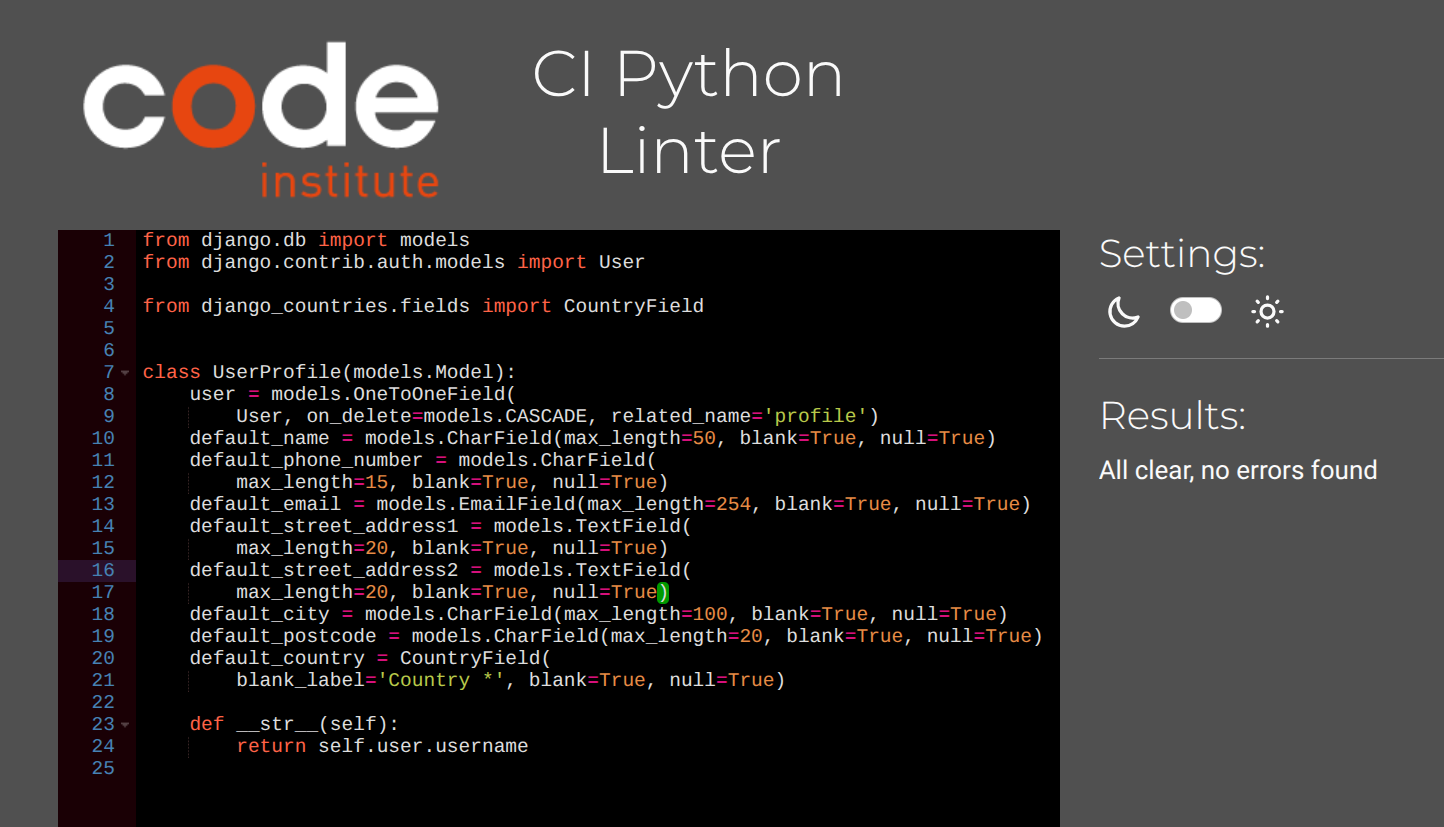 code
institute
CI Python
Linter
1 from django.db import models
2 from django.contrib.auth.models import User
3
4 from django_countries.fields import CountryField
5
6
7 class UserProfile(models.Model):
8     user = models.OneToOneField(
9         User, on_delete=models.CASCADE, related_name='profile')
10     default_name = models.CharField(max_length=50, blank=True, null=True)
11     default_phone_number = models.CharField(
12         max_length=15, blank=True, null=True)
13     default_email = models.EmailField(max_length=254, blank=True, null=True)
14     default_street_address1 = models.TextField(
15         max_length=20, blank=True, null=True)
16     default_street_address2 = models.TextField(
17         max_length=20, blank=True, null=True)
18     default_city = models.CharField(max_length=100, blank=True, null=True)
19     default_postcode = models.CharField(max_length=20, blank=True, null=True)
20     default_country = CountryField(
21         blank_label='Country *', blank=True, null=True)
22
23     def __str__(self):
24         return self.user.username
25
Settings:
Results:
All clear, no errors found